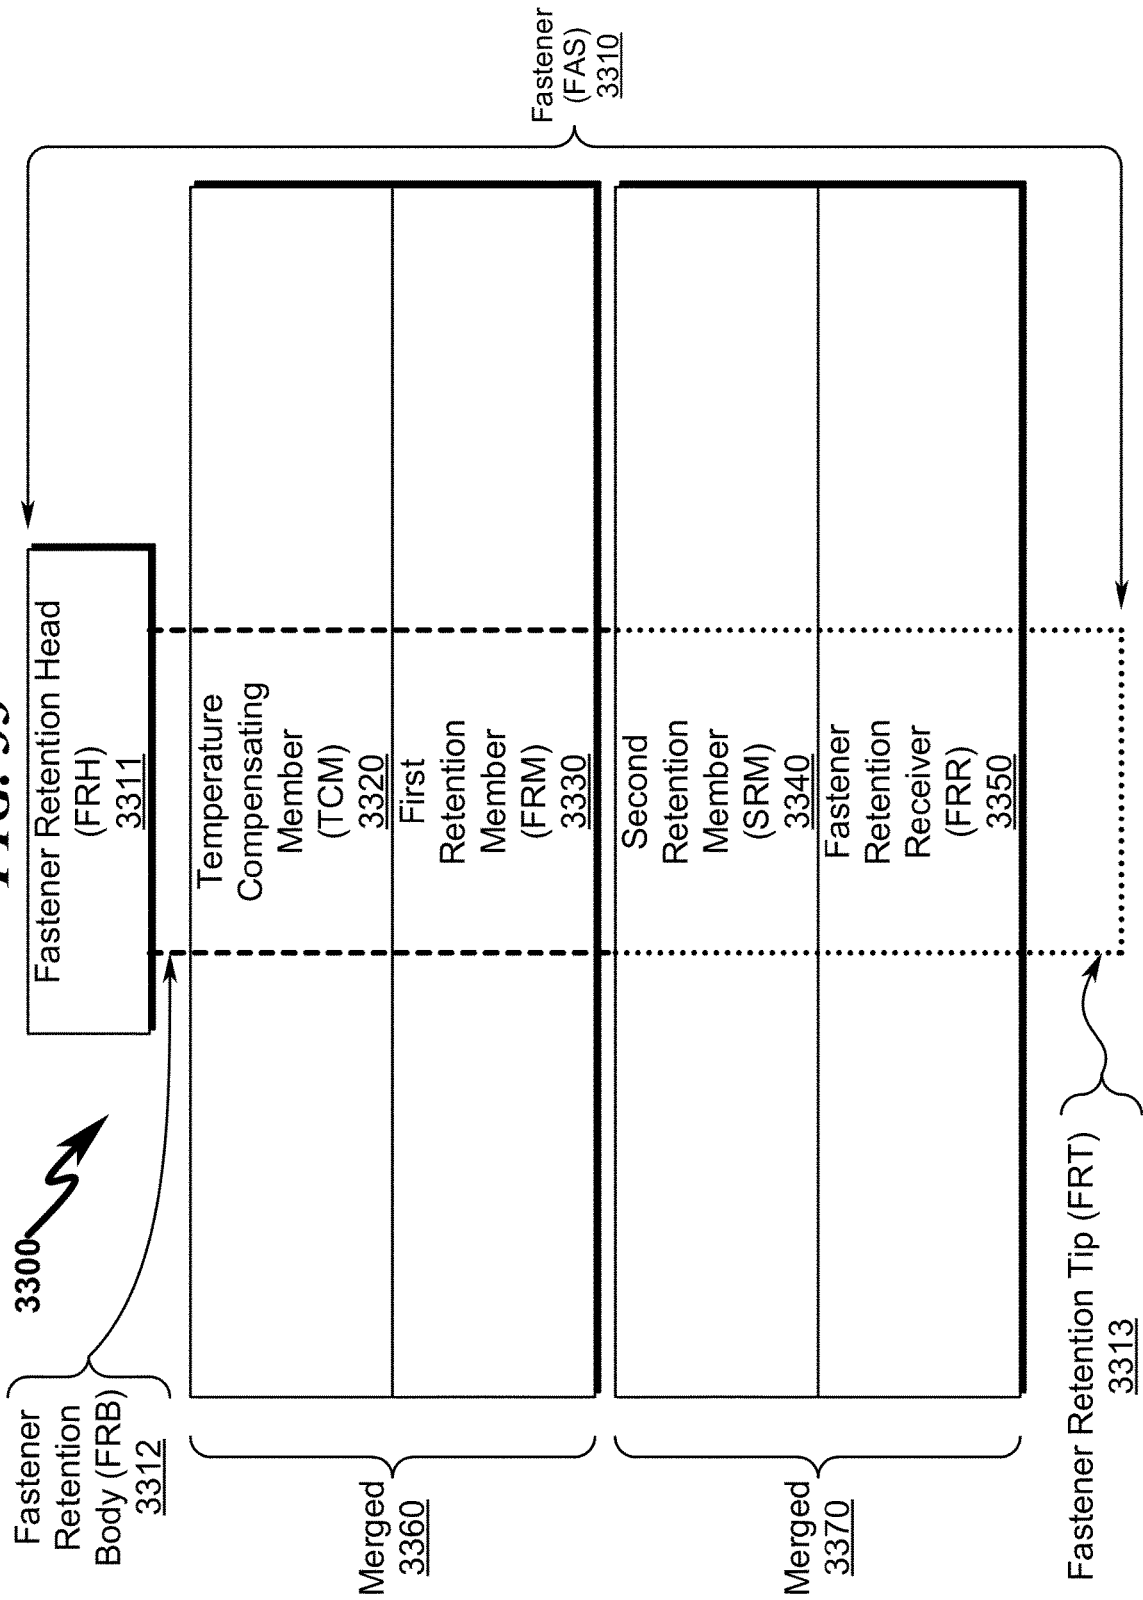 FIG. 33
3300
Fastener
Retention
Body (FRB)
3312
Fastener Retention Head
(FRH)
3311
Temperature
Compensating
Member
(TCM)
3320
First
Retention
Member
(FRM)
3330
Merged
3360
Fastener
(FAS)
3310
Second
Retention
Member
(SRM)
3340
Fastener
Retention
Receiver
(FRR)
3350
Merged
3370
Fastener Retention Tip (FRT)
3313